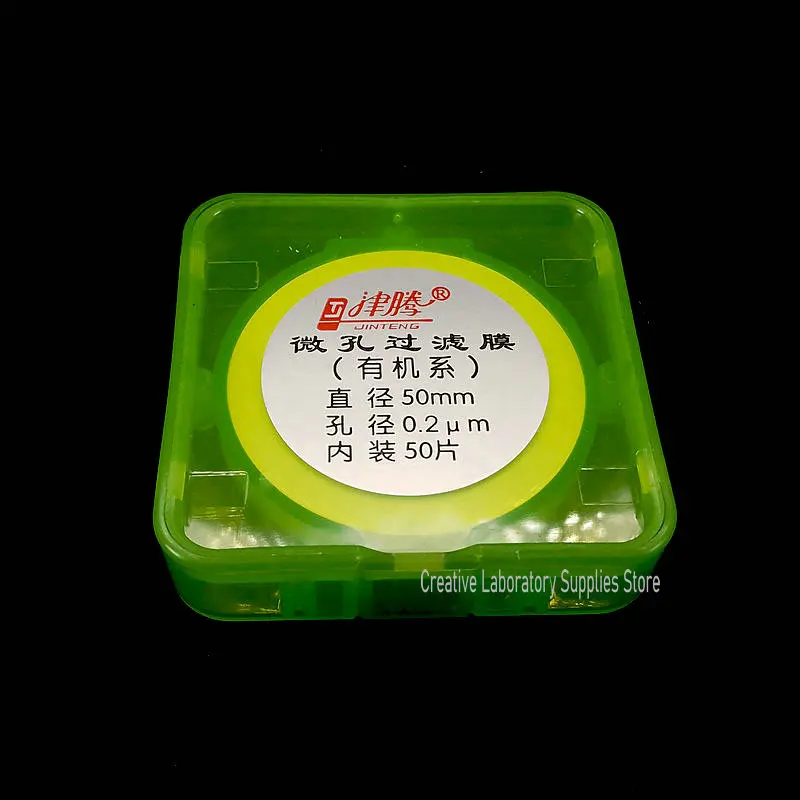 津腾®
JINTENG
微孔过滤膜
(有机系)
直 径 50mm
孔 径 0.2μm
内 装 50片
Creative Laboratory Supplies Store